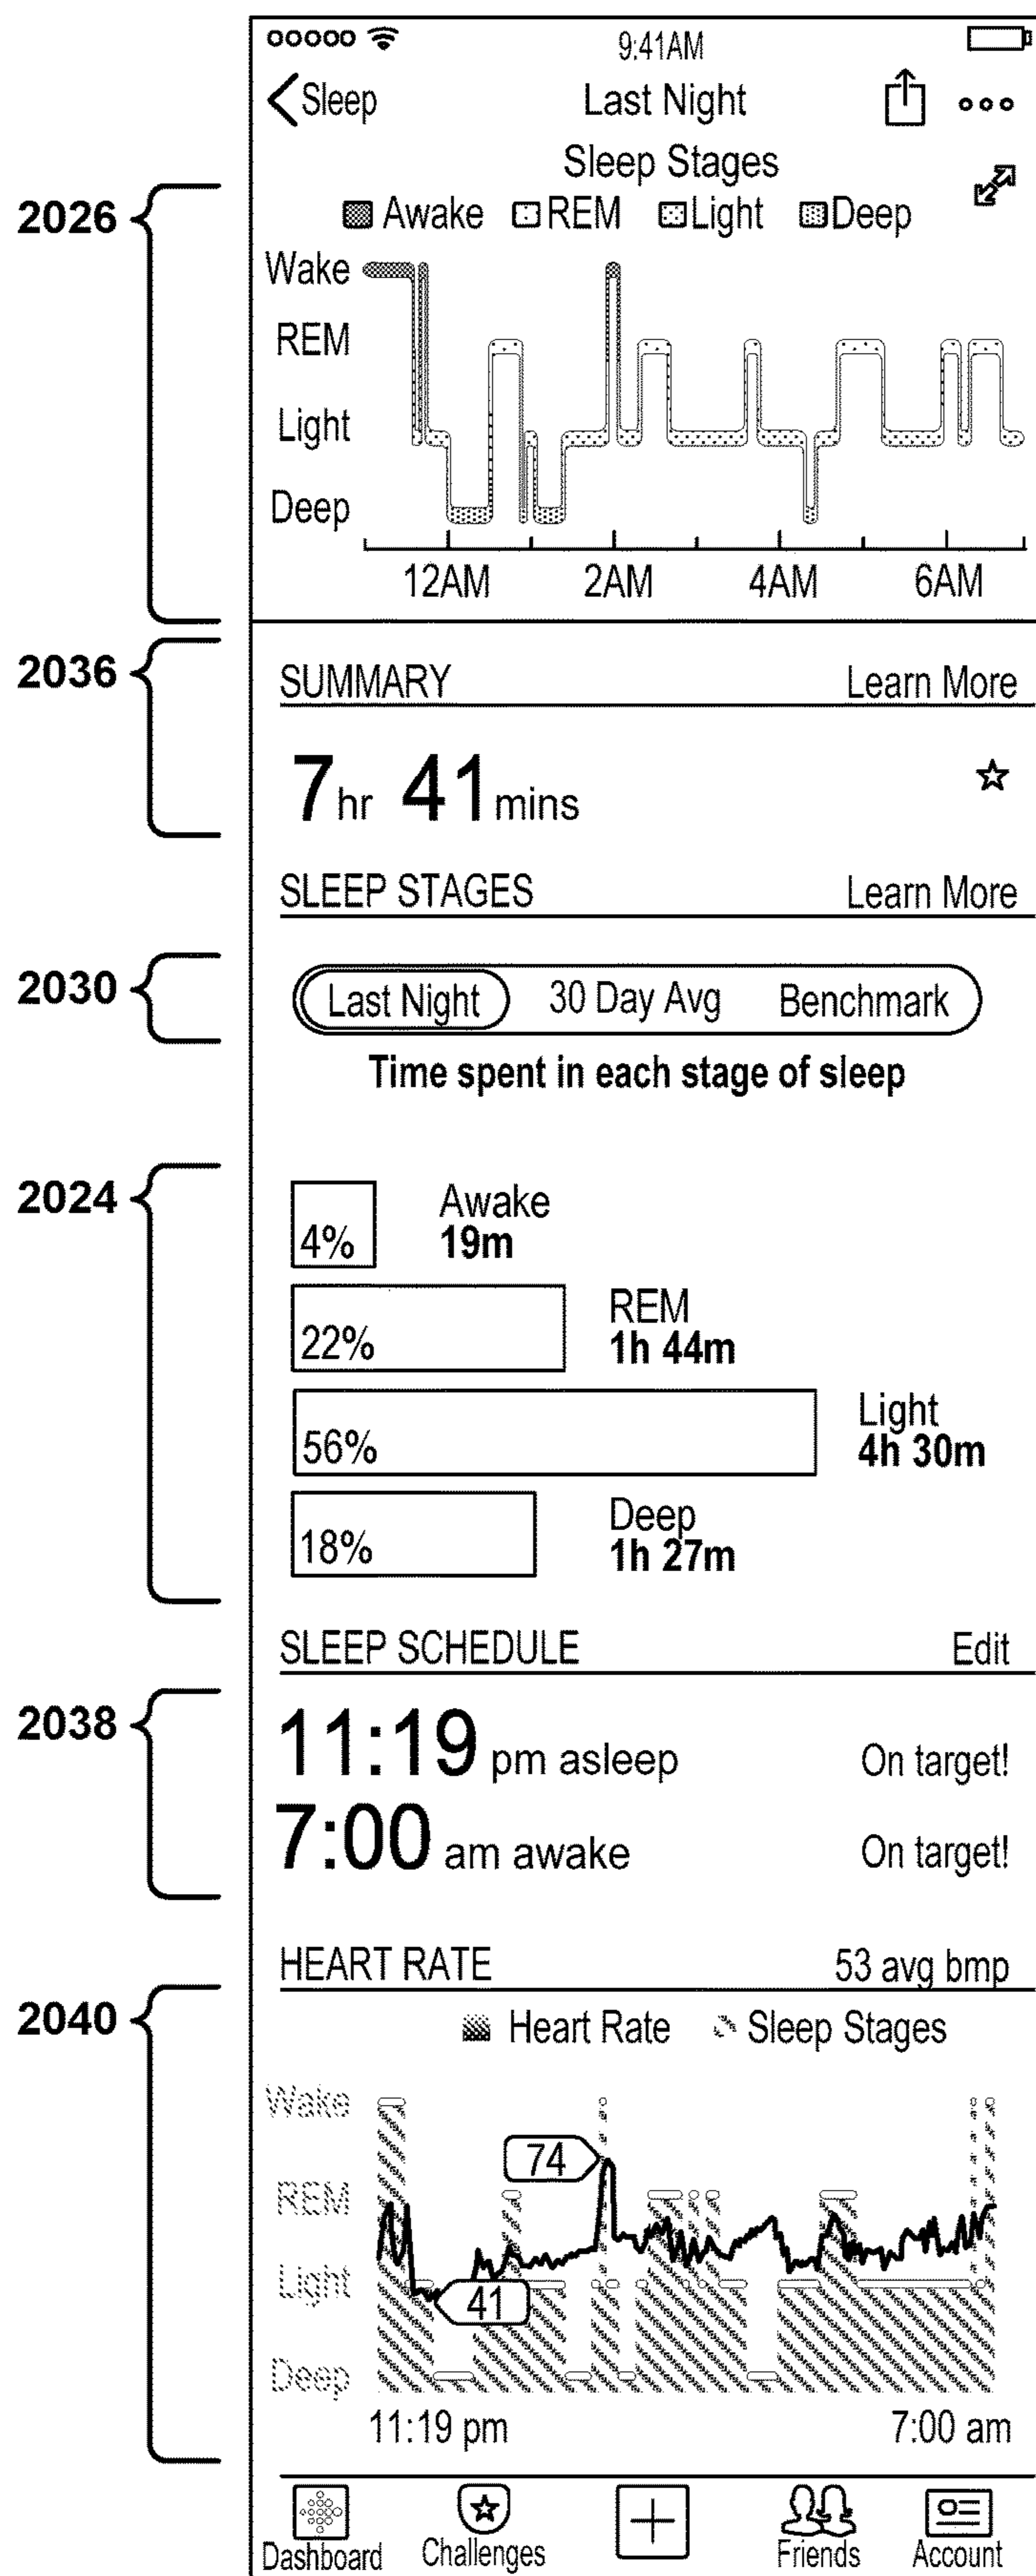 9:41AM
Sleep Last Night
Sleep Stages
2026
Awake REM Light Deep
Wake
REM
Light
Deep
12AM 2AM 4AM 6AM
2036
SUMMARY Learn More
7hr 41mins
SLEEP STAGES Learn More
2030
Last Night 30 Day Avg Benchmark
Time spent in each stage of sleep
2024
4% Awake
19m
22% REM
1h 44m
56% Light
4h 30m
18% Deep
1h 27m
SLEEP SCHEDULE Edit
2038
11:19 pm asleep On target!
7:00 am awake On target!
HEART RATE 53 avg bmp
2040
Heart Rate Sleep Stages
Wake
74
REM
Light
41
Deep
11:19 pm 7:00 am
Dashboard Challenges Friends Account